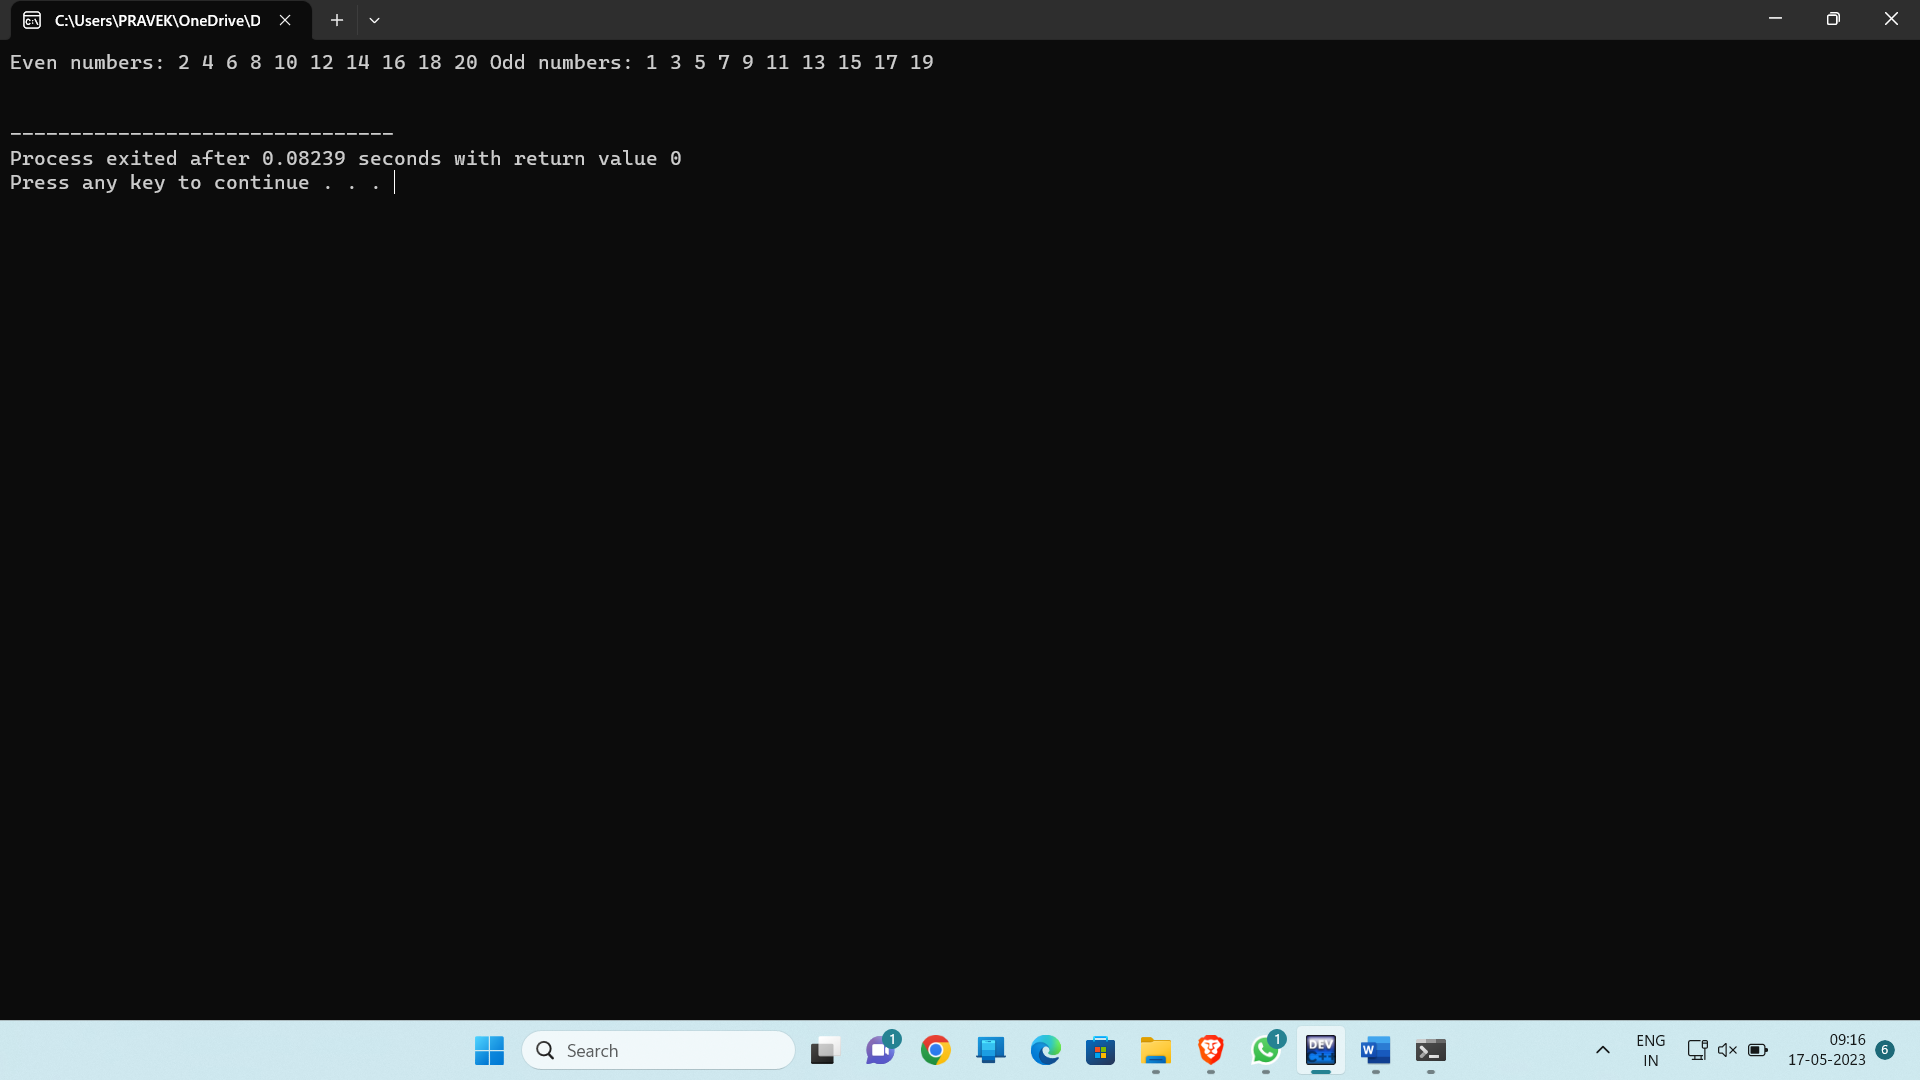 C:\Users\PRAVEK\OneDrive\D
Even numbers: 2 4 6 8 10 12 14 16 18 20 Odd numbers: 1 3 5 7 9 11 13 15 17 19
--------------------------------
Process exited after 0.08239 seconds with return value 0
Press any key to continue . . .
Search
1
1
DEV
C++
W
ENG
IN
09:16
17-05-2023
6